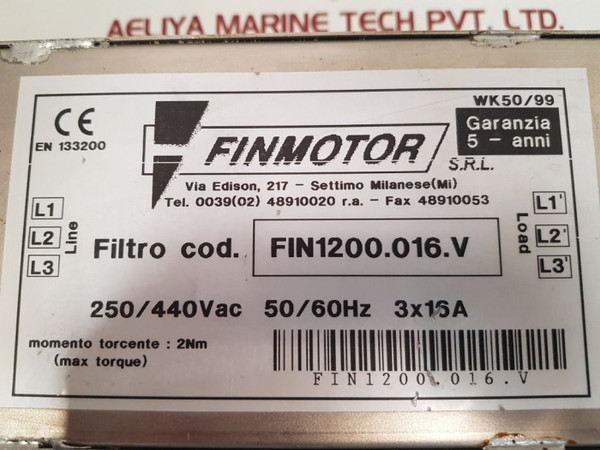 AELIYA MARINE TECH PVT. LTD.
WK50/99
CE
EN 133200
FINMOTOR
S.R.L.
Garanzia
5 - anni
Via Edison, 217 - Settimo Milanese(Mi)
Tel. 0039(02) 48910020 r.a. - Fax 48910053
L1
L2
L3
Line
Filtro cod.
FIN1200.016.V
Load
L1'
L2'
L3'
250/440Vac 50/60Hz 3x16A
momento torcente : 2Nm
(max torque)
FIN1200.016.V